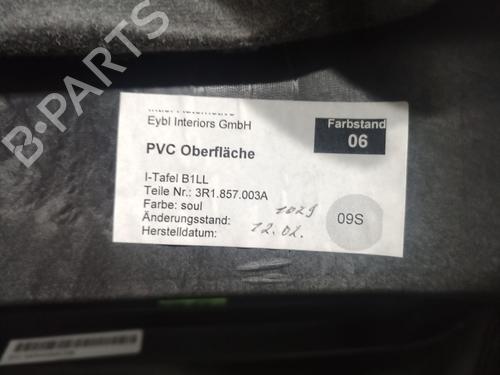 Eybl Interiors GmbH
Farbstand
06
PVC Oberfläche
I-Tafel B1LL
Teile Nr.: 3R1.857.003A
Farbe: soul
Änderungsstand: 1029
Herstelldatum: 12.02.
09S
B-PARTS